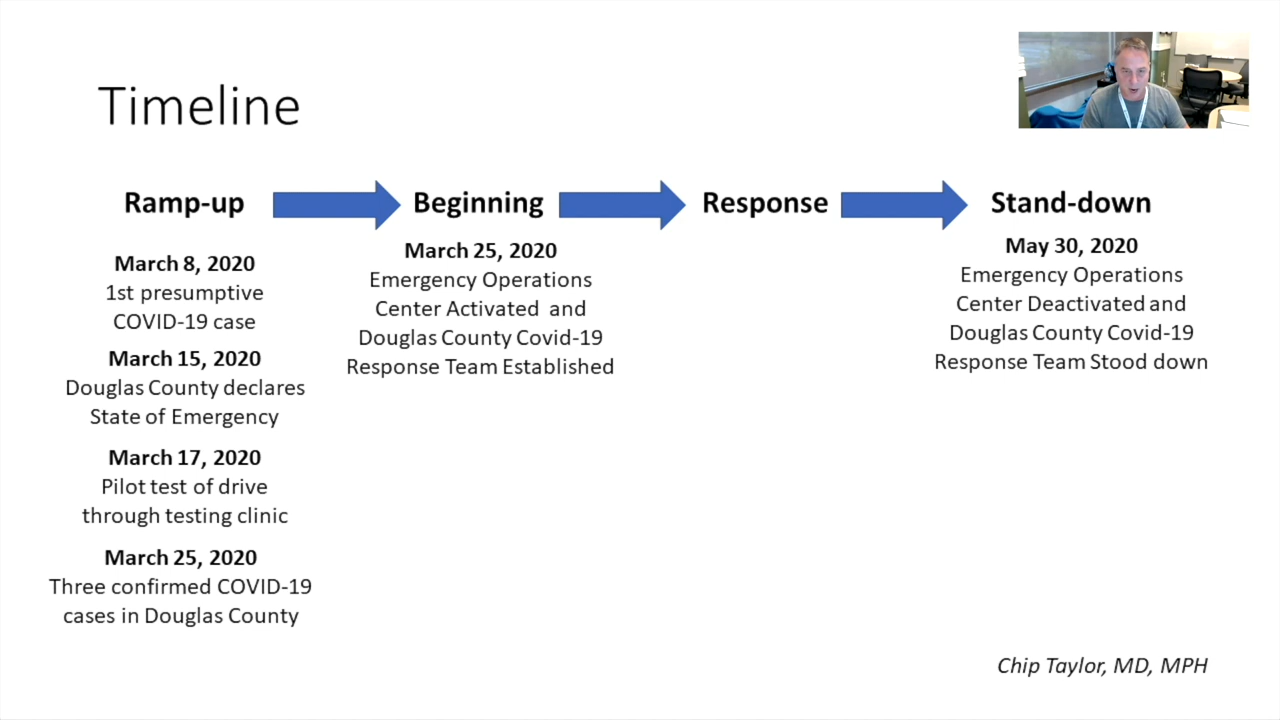 Timeline
Ramp-up
March 8, 2020
1st presumptive
COVID-19 case
March 15, 2020
Douglas County declares
State of Emergency
March 17, 2020
Pilot test of drive
through testing clinic
March 25, 2020
Three confirmed COVID-19
cases in Douglas County
Beginning
March 25, 2020
Emergency Operations
Center Activated and
Douglas County Covid-19
Response Team Established
Response
Stand-down
May 30, 2020
Emergency Operations
Center Deactivated and
Douglas County Covid-19
Response Team Stood down
Chip Taylor, MD, MPH